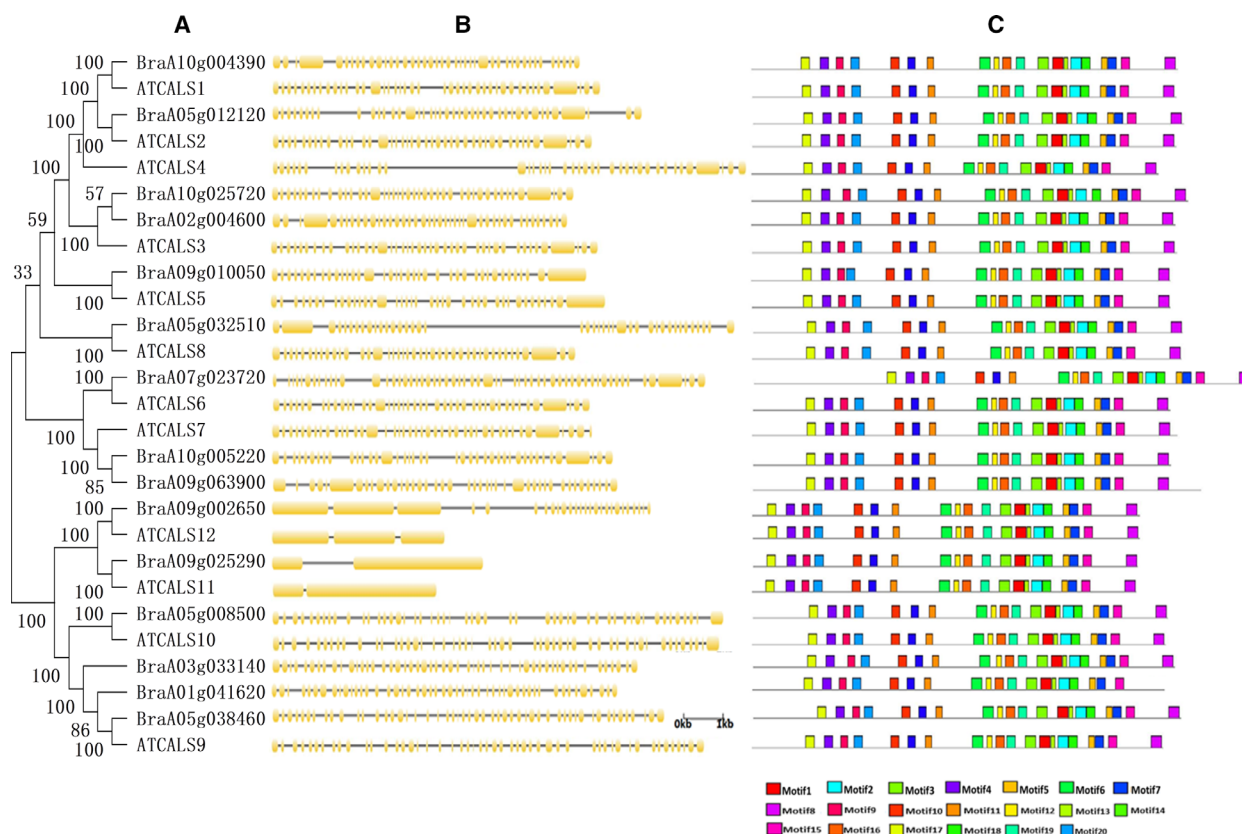 A B C
100 BraA10g004390
100 ATCALS1
100 BraA05g012120
100 ATCALS2
100 ATCALS4
57 BraA10g025720
59 BraA02g004600
100 ATCALS3
33 BraA09g010050
100 ATCALS5
BraA05g032510
100 ATCALS8
100 BraA07g023720
ATCALS6
100 ATCALS7
100 BraA10g005220
85 BraA09g063900
100 BraA09g002650
ATCALS12
100 BraA09g025290
100 ATCALS11
100 100 BraA05g008500
ATCALS10
100 BraA03g033140
100 BraA01g041620
86 BraA05g038460 0kb 1kb
100 ATCALS9
Motif1 Motif2 Motif3 Motif4 Motif5 Motif6 Motif7
Motif8 Motif9 Motif10 Motif11 Motif12 Motif13 Motif14
Motif15 Motif16 Motif17 Motif18 Motif19 Motif20